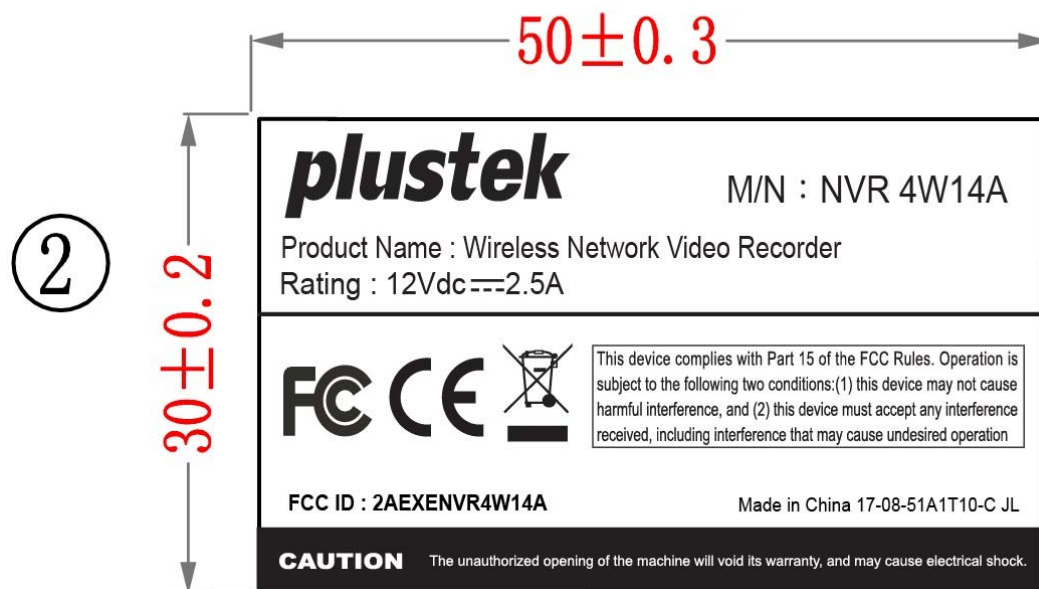 50±0.3
②
30±0.2
plustek
M/N : NVR 4W14A
Product Name : Wireless Network Video Recorder
Rating : 12Vdc⎓2.5A
FC CE
This device complies with Part 15 of the FCC Rules. Operation is
subject to the following two conditions:(1) this device may not cause
harmful interference, and (2) this device must accept any interference
received, including interference that may cause undesired operation
FCC ID : 2AEXENVR4W14A
Made in China 17-08-51A1T10-C JL
CAUTION The unauthorized opening of the machine will void its warranty, and may cause electrical shock.